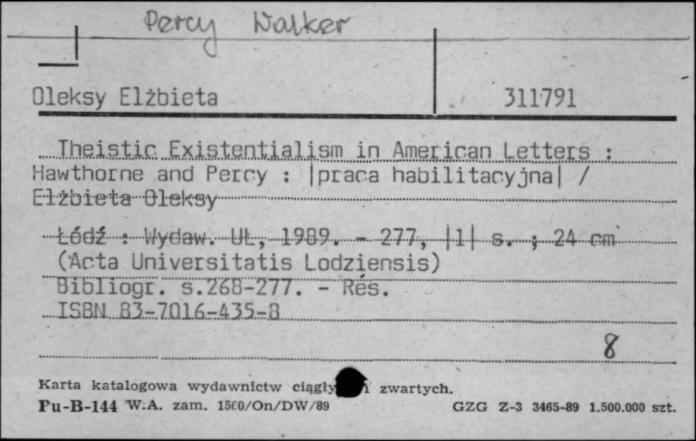 Percy Walker
Oleksy Elżbieta 311791
Theistic Existentialism in American Letters :
Hawthorne and Percy : |praca habilitacyjna| /
Elżbieta Oleksy
Łódź : Wydaw. UŁ, 1989. - 277, |1| s. ; 24 cm
(Acta Universitatis Lodziensis)
Bibliogr. s.268-277. - Rés.
ISBN 83-7016-435-8
8
Karta katalogowa wydawnictw ciągły i zwartych.
Pu-B-144 W.A. zam. 1560/On/DW/89 GZG Z-3 3465-89 1.500.000 szt.